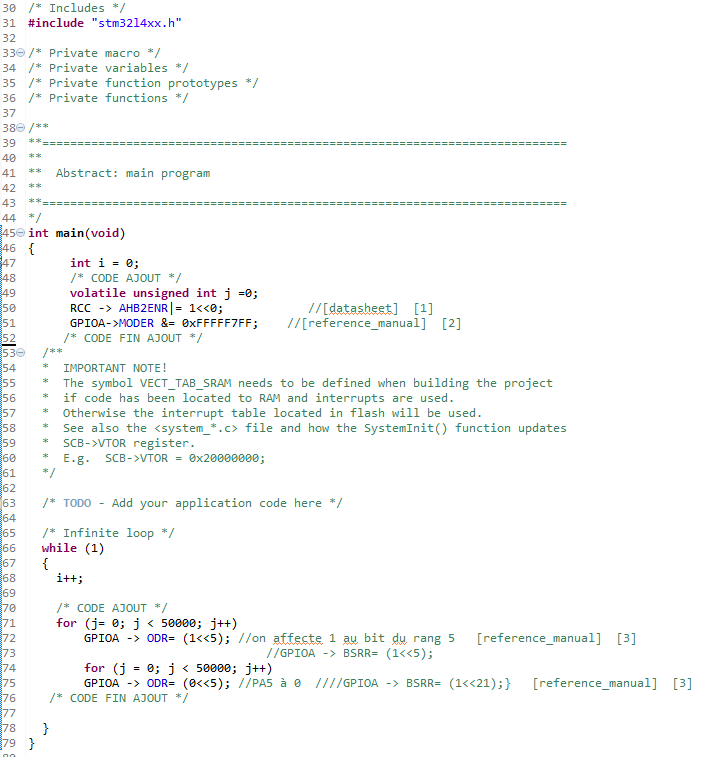 30 /* Includes */
31 #include "stm32l4xx.h"
32
33 /* Private macro */
34 /* Private variables */
35 /* Private function prototypes */
36 /* Private functions */
37
38 /**
39 **===========================================================================
40 **
41 **  Abstract: main program
42 **
43 **===========================================================================
44 */
45 int main(void)
46 {
47       int i = 0;
48       /* CODE AJOUT */
49       volatile unsigned int j =0;
50       RCC -> AHB2ENR|= 1<<0;            //[datasheet]  [1]
51       GPIOA->MODER &= 0xFFFFF7FF;    //[reference_manual]  [2]
52      /* CODE FIN AJOUT */
53   /**
54   *  IMPORTANT NOTE!
55   *  The symbol VECT_TAB_SRAM needs to be defined when building the project
56   *  if code has been located to RAM and interrupts are used.
57   *  Otherwise the interrupt table located in flash will be used.
58   *  See also the <system_*.c> file and how the SystemInit() function updates
59   *  SCB->VTOR register.
60   *  E.g.  SCB->VTOR = 0x20000000;
61   */
62
63   /* TODO - Add your application code here */
64
65   /* Infinite loop */
66   while (1)
67   {
68     i++;
69
70     /* CODE AJOUT */
71     for (j= 0; j < 50000; j++)
72         GPIOA -> ODR= (1<<5); //on affecte 1 au bit du rang 5   [reference_manual]  [3]
73                                   //GPIOA -> BSRR= (1<<5);
74         for (j = 0; j < 50000; j++)
75         GPIOA -> ODR= (0<<5); //PA5 à 0  ////GPIOA -> BSRR= (1<<21);}   [reference_manual]  [3]
76    /* CODE FIN AJOUT */
77
78   }
79 }